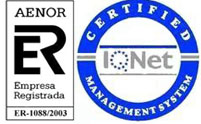 AENOR
ER
Empresa
Registrada
ER-1088/2003
CERTIFIED
IQNet
MANAGEMENT SYSTEM